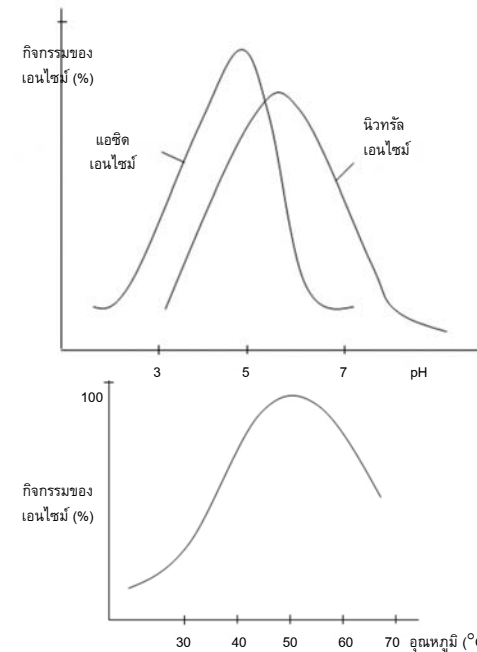 กิจกรรมของ
เอนไซม์ (%)
แอซิด
เอนไซม์
นิวทรัล
เอนไซม์
3 5 7 pH
100
กิจกรรมของ
เอนไซม์ (%)
30 40 50 60 70 อุณหภูมิ (°